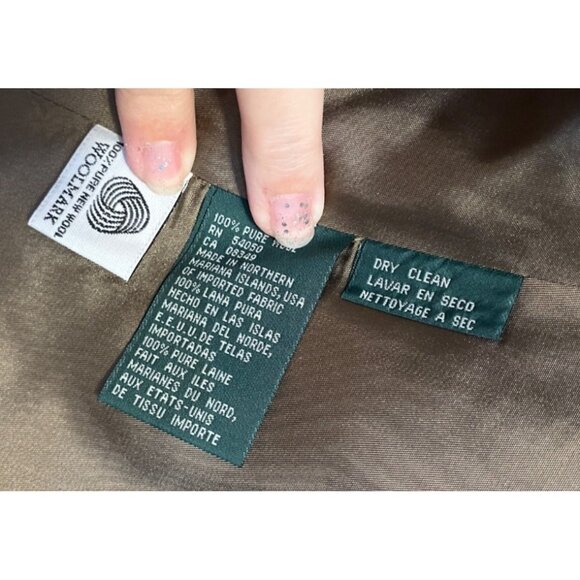 100% PURE NEW WOOL
WOOLMARK
100% PURE
RN 54050
CA 08349
MADE IN NORTHERN
MARIANA ISLANDS, USA
OF IMPORTED FABRIC
100% LANA PURA
HECHO EN LAS ISLAS
MARIANA DEL NORDE,
E.E.U.U. DE TELAS
IMPORTADAS
100% PURE LAINE
FAIT AUX ILES
MARIANES DU NORD,
AUX ETATS-UNIS
DE TISSU IMPORTE
DRY CLEAN
LAVAR EN SECO
NETTOYAGE A SEC